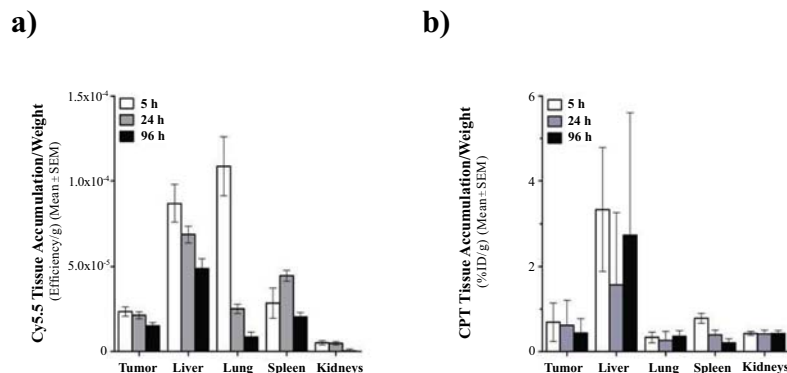 a)
Cy5.5 Tissue Accumulation/Weight
(Efficiency/g) (Mean±SEM)
1.5x10-4
1.0x10-4
5.0x10-5
0
5 h
24 h
96 h
Tumor Liver Lung Spleen Kidneys
b)
CPT Tissue Accumulation/Weight
(%ID/g) (Mean±SEM)
6
4
2
0
5 h
24 h
96 h
Tumor Liver Lung Spleen Kidneys